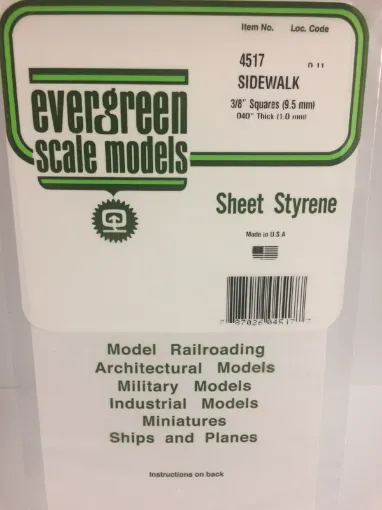 Item No. Loc. Code
4517 D-11
SIDEWALK
3/8" Squares (9.5 mm)
.040" Thick (1.0 mm)
evergreen
scale models
Sheet Styrene
Made in U.S.A
Model Railroading
Architectural Models
Military Models
Industrial Models
Miniatures
Ships and Planes
Instructions on back